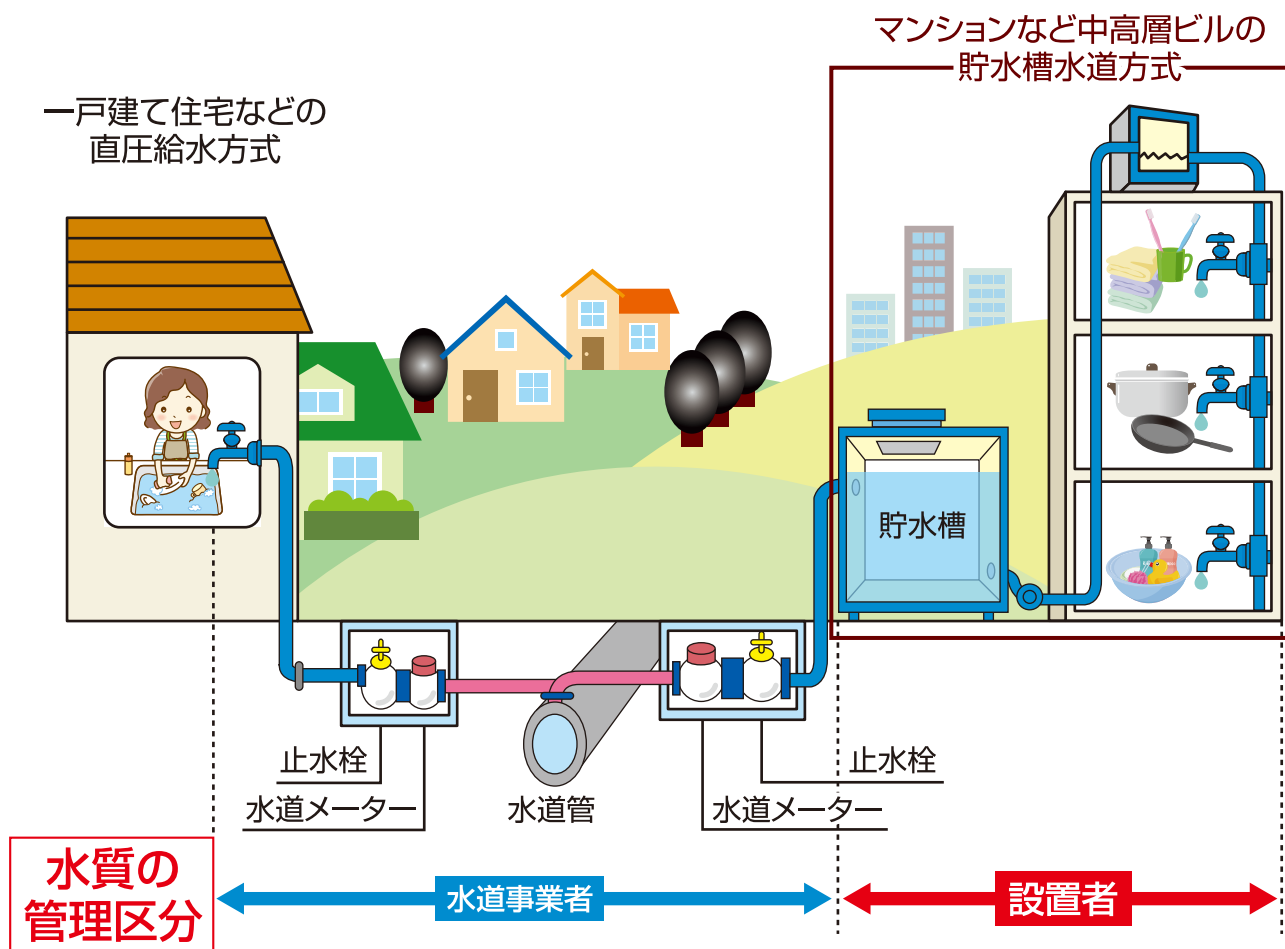 マンションなど中高層ビルの
貯水槽水道方式
一戸建て住宅などの
直圧給水方式
貯水槽
止水栓
水道メーター
水道管
止水栓
水道メーター
水質の
管理区分
水道事業者
設置者